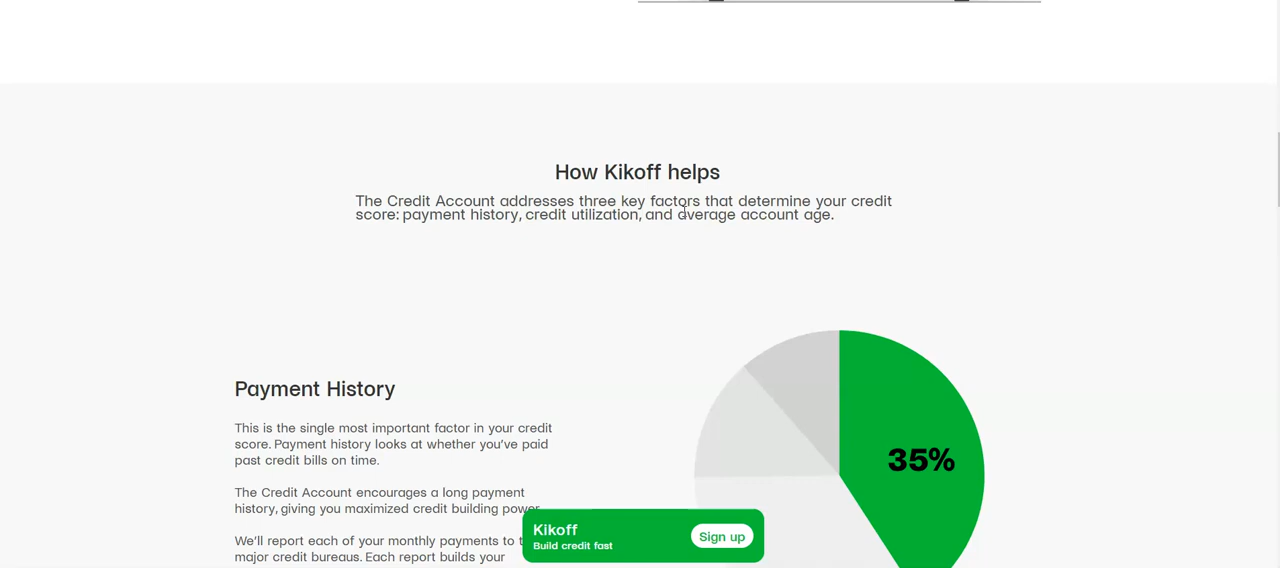 How Kikoff helps
The Credit Account addresses three key factors that determine your credit
score: payment history, credit utilization, and average account age.
Payment History
This is the single most important factor in your credit
score. Payment history looks at whether you've paid
past credit bills on time.
The Credit Account encourages a long payment
history, giving you maximized credit building power.
We'll report each of your monthly payments to
major credit bureaus. Each report builds your
35%
Kikoff
Build credit fast
Sign up